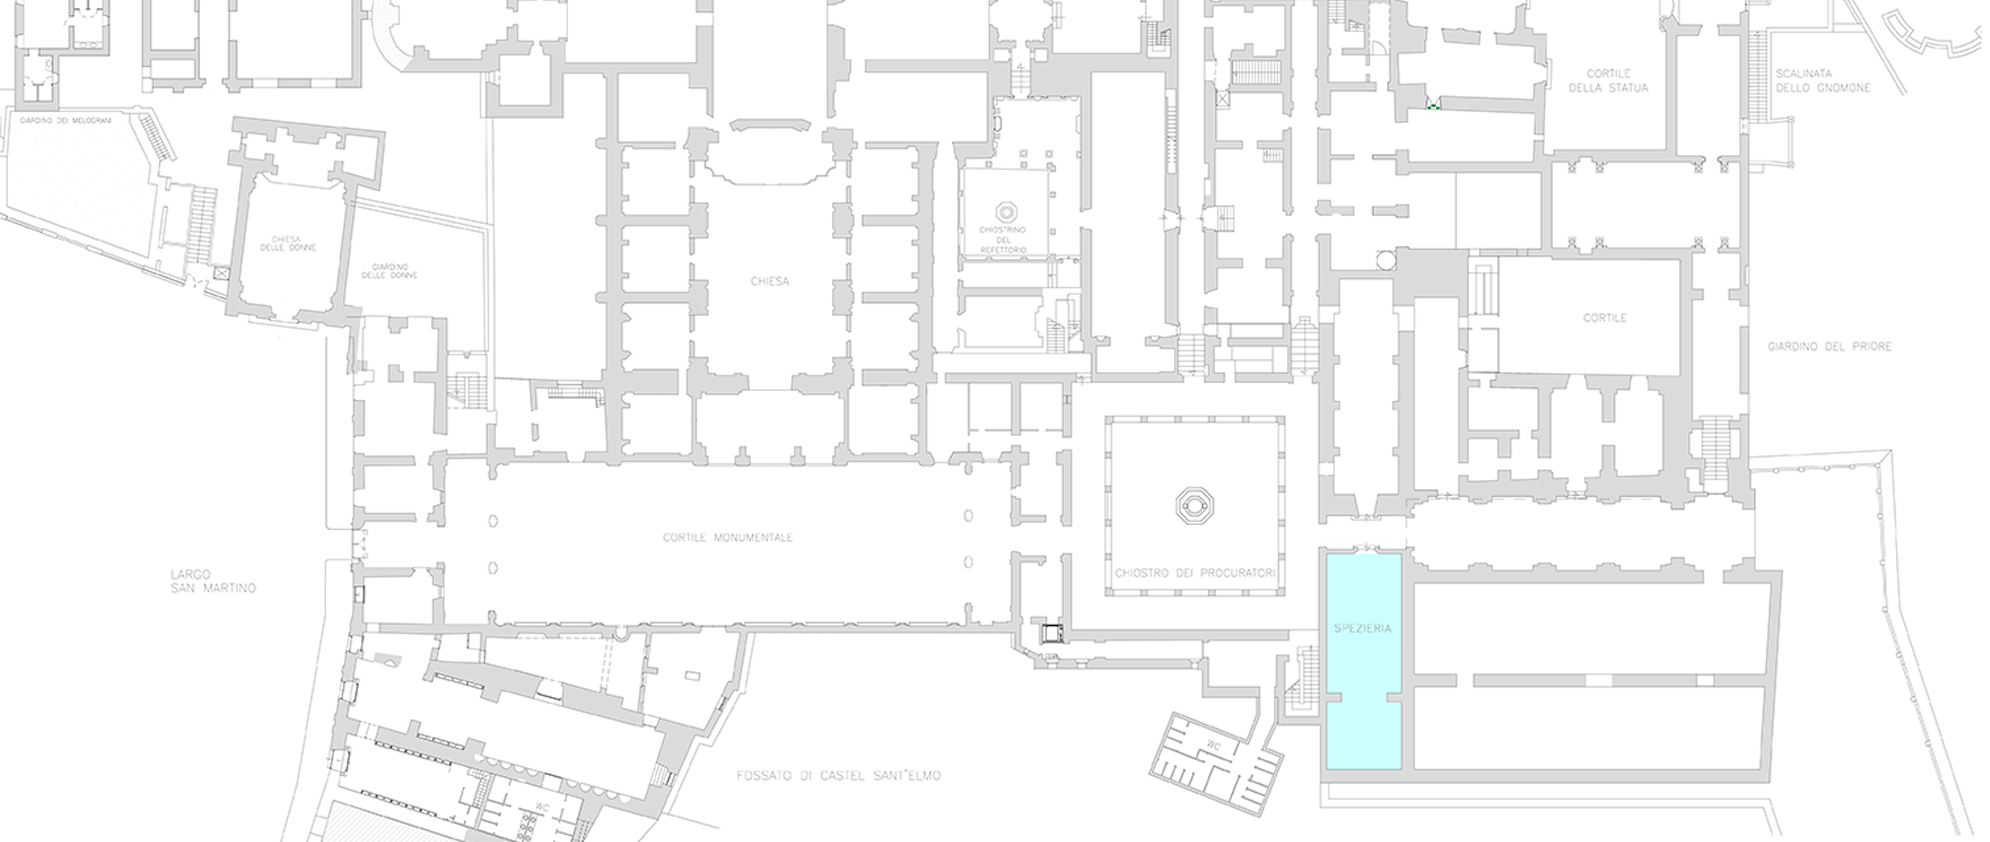 CORTILE
DELLA STATUA
SCALINATA
DELLO GNOMONE
GIARDINO DEI MELOGRANI
CHIESA
DELLE DONNE
GIARDINO
DELLE DONNE
CHIOSTRINO
DEL
REFETTORIO
CHIESA
CORTILE
GIARDINO DEL PRIORE
CORTILE MONUMENTALE
CHIOSTRO DEI PROCURATORI
LARGO
SAN MARTINO
SPEZIERIA
WC
FOSSATO DI CASTEL SANT'ELMO
WC